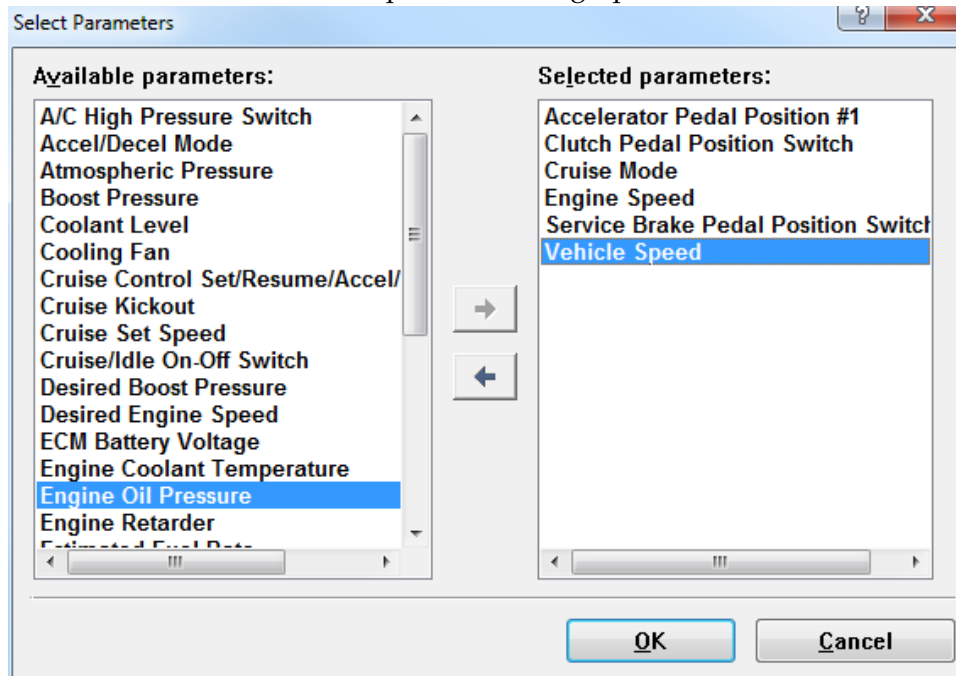 Select Parameters
Available parameters:
A/C High Pressure Switch
Accel/Decel Mode
Atmospheric Pressure
Boost Pressure
Coolant Level
Cooling Fan
Cruise Control Set/Resume/Accel/
Cruise Kickout
Cruise Set Speed
Cruise/Idle On-Off Switch
Desired Boost Pressure
Desired Engine Speed
ECM Battery Voltage
Engine Coolant Temperature
Engine Oil Pressure
Engine Retarder
Selected parameters:
Accelerator Pedal Position #1
Clutch Pedal Position Switch
Cruise Mode
Engine Speed
Service Brake Pedal Position Switch
Vehicle Speed
OK
Cancel